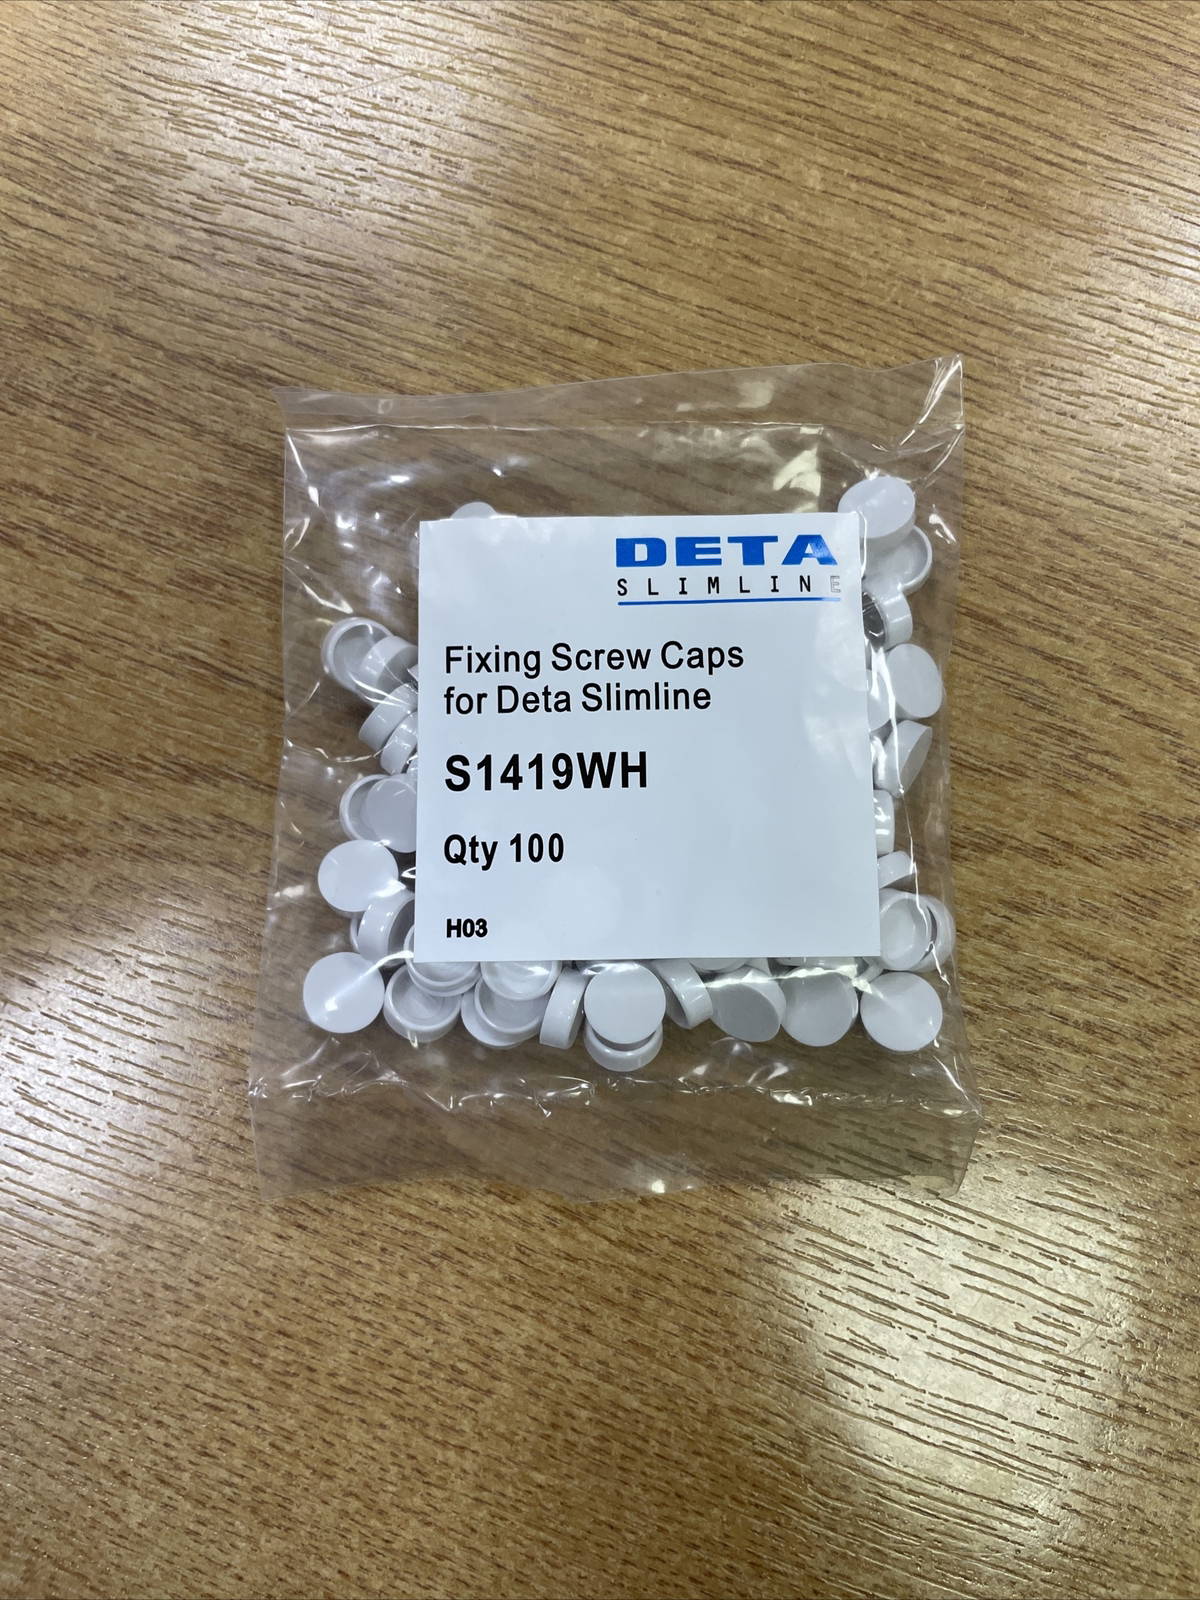 DETA
SLIMLINE
Fixing Screw Caps
for Deta Slimline
S1419WH
Qty 100
H03